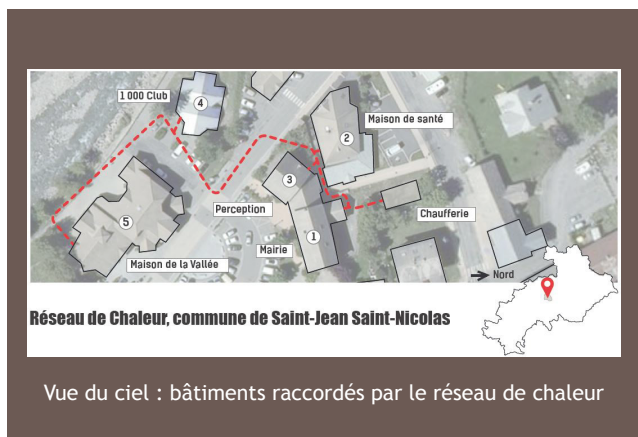 1 000 Club
4
2
Maison de santé
3
5
Perception
Chaufferie
Mairie
1
Maison de la Vallée
Nord
Réseau de Chaleur, commune de Saint-Jean Saint-Nicolas
Vue du ciel : bâtiments raccordés par le réseau de chaleur